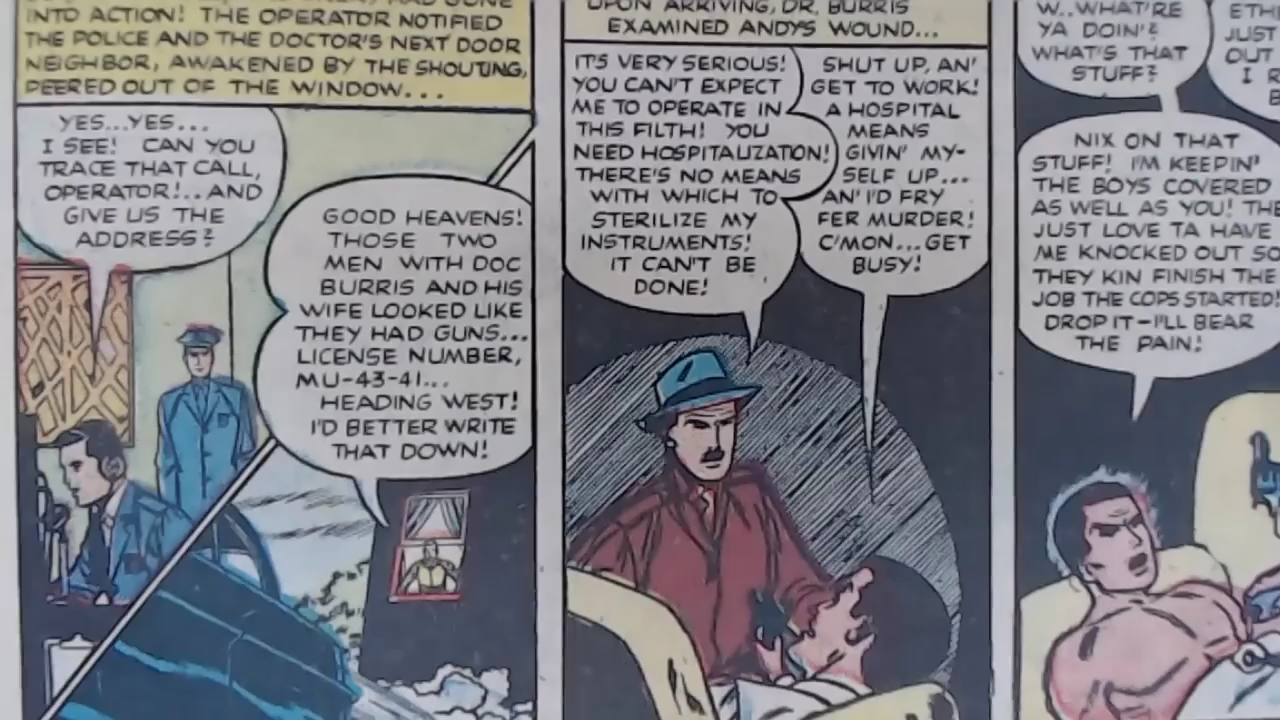 INTO ACTION! THE OPERATOR NOTIFIED
THE POLICE AND THE DOCTOR'S NEXT DOOR
NEIGHBOR, AWAKENED BY THE SHOUTING,
PEERED OUT OF THE WINDOW...
YES...YES...
I SEE! CAN YOU
TRACE THAT CALL,
OPERATOR!...AND
GIVE US THE
ADDRESS?
GOOD HEAVENS!
THOSE TWO
MEN WITH DOC
BURRIS AND HIS
WIFE LOOKED LIKE
THEY HAD GUNS...
LICENSE NUMBER,
MU-43-41...
HEADING WEST!
I'D BETTER WRITE
THAT DOWN!
UPON ARRIVING, DR. BURRIS
EXAMINED ANDY'S WOUND...
IT'S VERY SERIOUS!
YOU CAN'T EXPECT
ME TO OPERATE IN
THIS FILTH! YOU
NEED HOSPITALIZATION!
THERE'S NO MEANS
WITH WHICH TO
STERILIZE MY
INSTRUMENTS!
IT CAN'T BE
DONE!
SHUT UP, AN'
GET TO WORK!
A HOSPITAL
MEANS
GIVIN' MY-
SELF UP...
AN' I'D FRY
FER MURDER!
C'MON...GET
BUSY!
W..WHAT'RE
YA DOIN'?
WHAT'S THAT
STUFF?
JUST
OUT
I
NIX ON THAT
STUFF! I'M KEEPIN'
THE BOYS COVERED
AS WELL AS YOU!
JUST LOVE TA HAVE
ME KNOCKED OUT SO
THEY KIN FINISH THE
JOB THE COPS STARTED!
DROP IT-I'LL BEAR
THE PAIN!